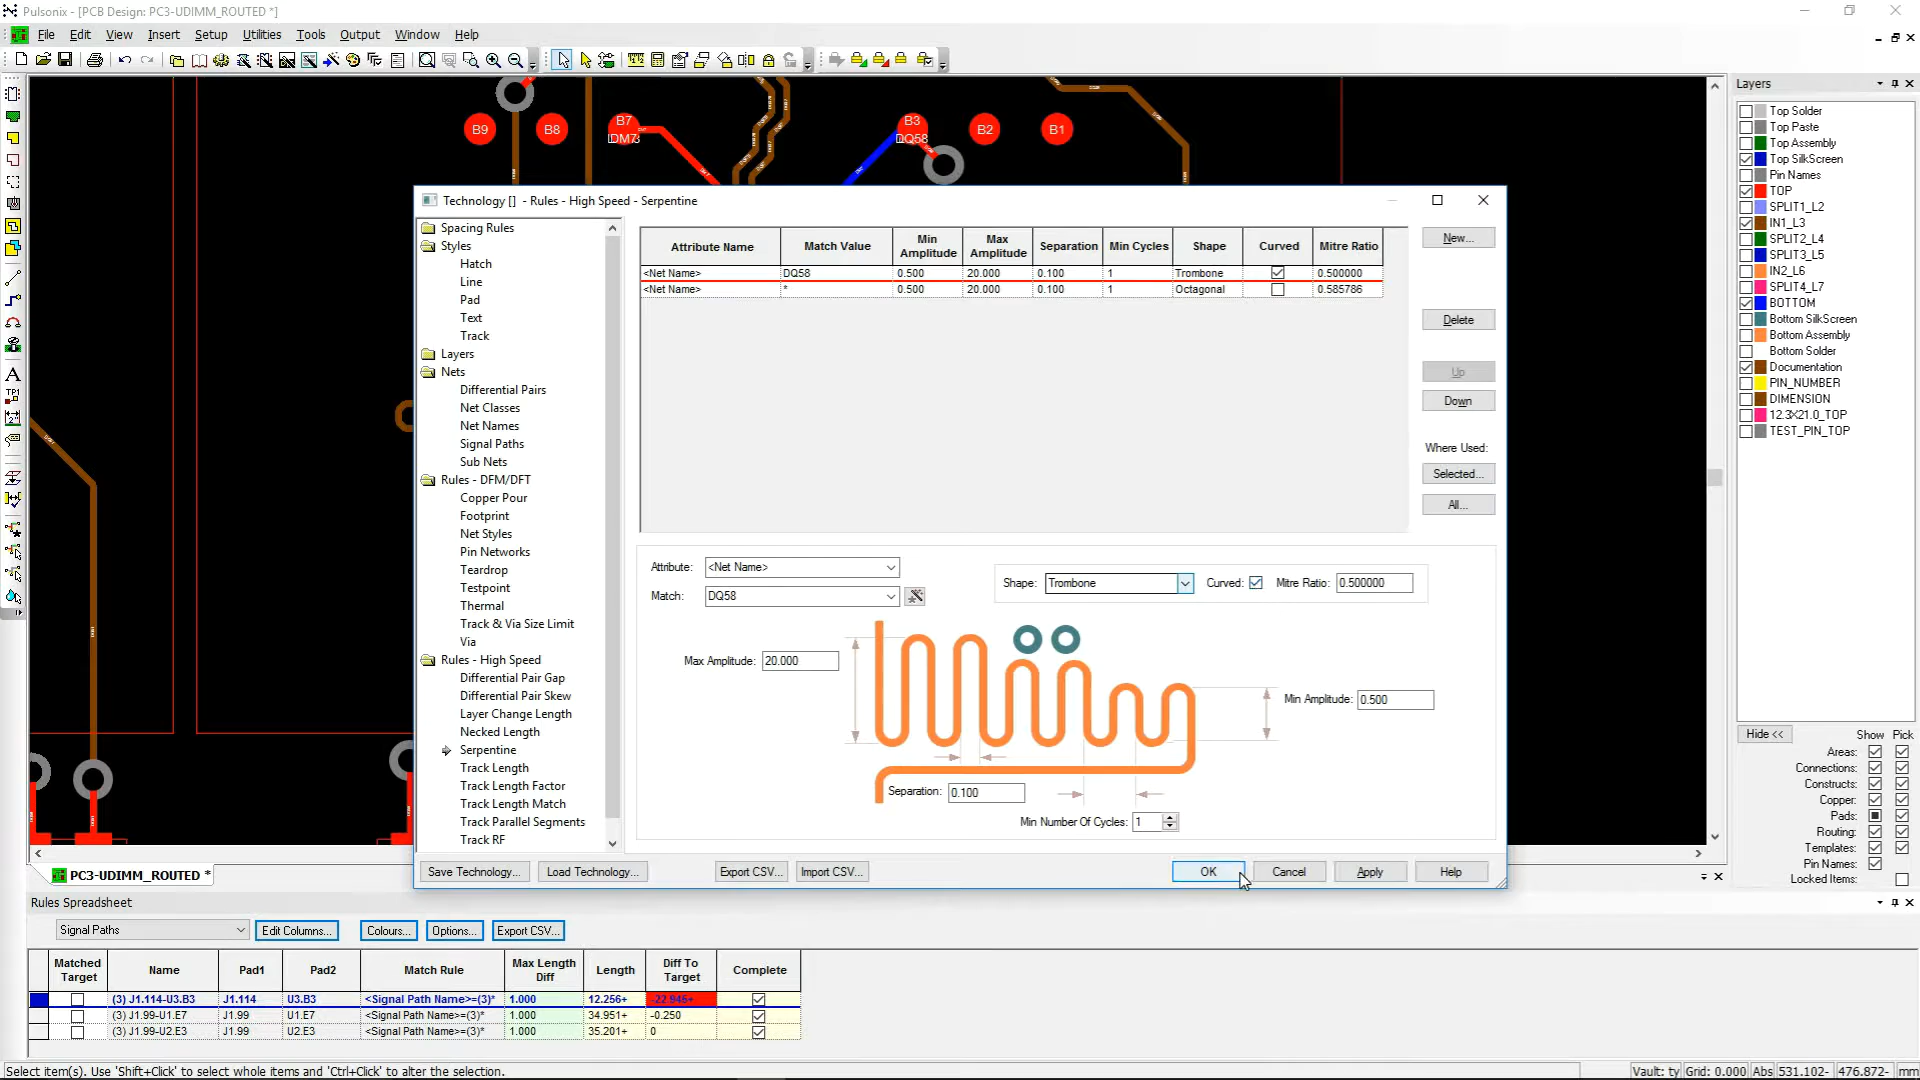 Pulsonix - [PCB Design: PC3-UDIMM_ROUTED *]
File Edit View Insert Setup Utilities Tools Output Window Help
B9
B8
B7
DM7
B3
DQ58
B2
B1
Technology [] - Rules - High Speed - Serpentine
Spacing Rules
Styles
Hatch
Line
Pad
Text
Track
Layers
Nets
Differential Pairs
Net Classes
Net Names
Signal Paths
Sub Nets
Rules - DFM/DFT
Copper Pour
Footprint
Net Styles
Pin Networks
Teardrop
Testpoint
Thermal
Track & Via Size Limit
Via
Rules - High Speed
Differential Pair Gap
Differential Pair Skew
Layer Change Length
Necked Length
Serpentine
Track Length
Track Length Factor
Track Length Match
Track Parallel Segments
Track RF
Attribute Name Match Value Min Amplitude Max Amplitude Separation Min Cycles Shape Curved Mitre Ratio
<Net Name> DQ58 0.500 20.000 0.100 1 Trombone 0.500000
<Net Name> * 0.500 20.000 0.100 1 Octagonal 0.585786
New...
Delete
Up
Down
Where Used:
Selected...
All...
Attribute: <Net Name>
Match: DQ58
Shape: Trombone Curved: Mitre Ratio: 0.500000
Max Amplitude: 20.000
Min Amplitude: 0.500
Separation: 0.100
Min Number Of Cycles: 1
Save Technology... Load Technology... Export CSV... Import CSV... OK Cancel Apply Help
Layers
Top Solder
Top Paste
Top Assembly
Top SilkScreen
Pin Names
TOP
SPLIT1_L2
IN1_L3
SPLIT2_L4
SPLIT3_L5
IN2_L6
SPLIT4_L7
BOTTOM
Bottom SilkScreen
Bottom Assembly
Bottom Solder
Documentation
PIN_NUMBER
DIMENSION
12.3X21.0_TOP
TEST_PIN_TOP
Hide << Show Pick
Areas:
Connections:
Constructs:
Copper:
Pads:
Routing:
Templates:
Pin Names:
Locked Items:
PC3-UDIMM_ROUTED *
Rules Spreadsheet
Signal Paths Edit Columns... Colours... Options... Export CSV...
Matched Target Name Pad1 Pad2 Match Rule Max Length Diff Length Diff To Target Complete
(3) J1.114-U3.B3 J1.114 U3.B3 <Signal Path Name>=(3)* 1.000 12.256+ -22.946+
(3) J1.99-U1.E7 J1.99 U1.E7 <Signal Path Name>=(3)* 1.000 34.951+ -0.250
(3) J1.99-U2.E3 J1.99 U2.E3 <Signal Path Name>=(3)* 1.000 35.201+ 0
Select item(s). Use 'Shift+Click' to select whole items and 'Ctrl+Click' to alter the selection.
Vault: ty Grid: 0.000 Abs 531.102- 476.872- mm